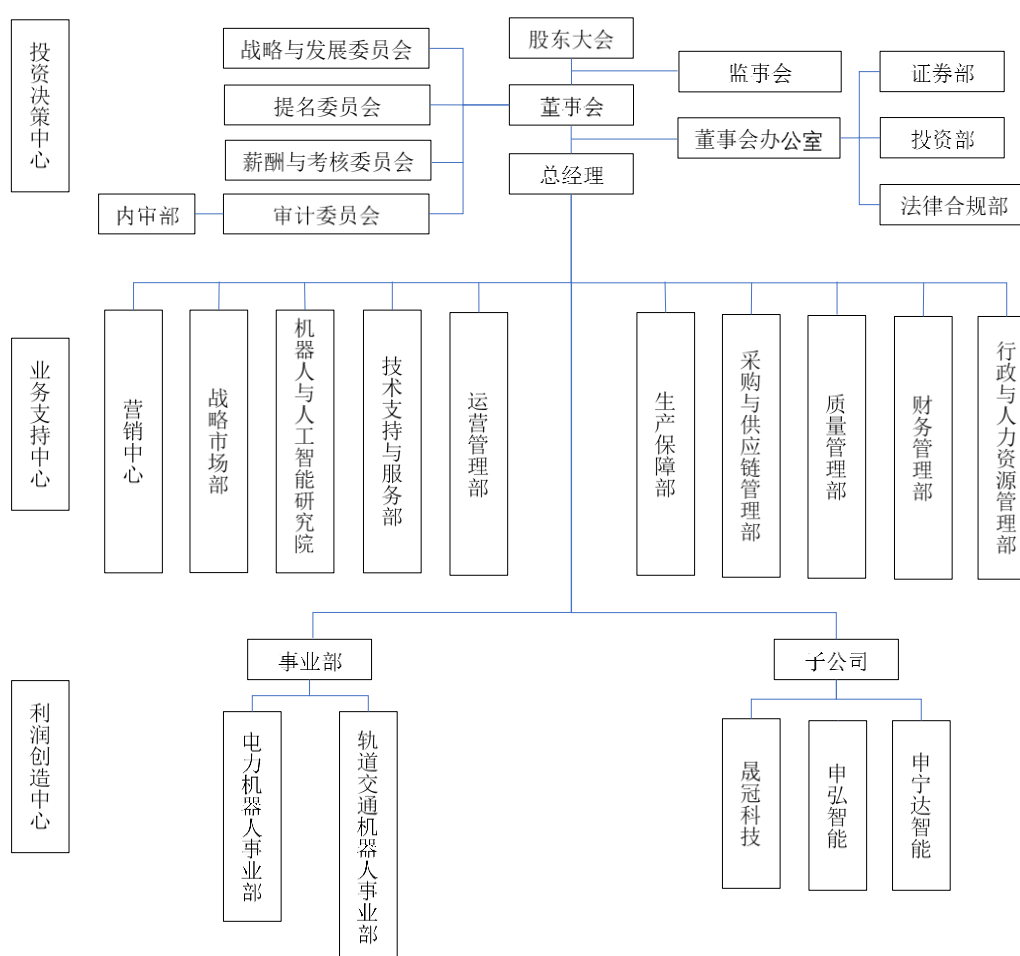 投资决策中心
战略与发展委员会
股东大会
监事会
证券部
提名委员会
董事会
董事会办公室
投资部
薪酬与考核委员会
总经理
内审部
审计委员会
法律合规部
业务支持中心
营销中心
战略市场部
机器人与人工智能研究院
技术支持与服务部
运营管理部
生产保障部
采购与供应链管理部
质量管理部
财务管理部
行政与人力资源管理部
利润创造中心
事业部
子公司
电力机器人事业部
轨道交通机器人事业部
晟冠科技
申弘智能
申宁达智能